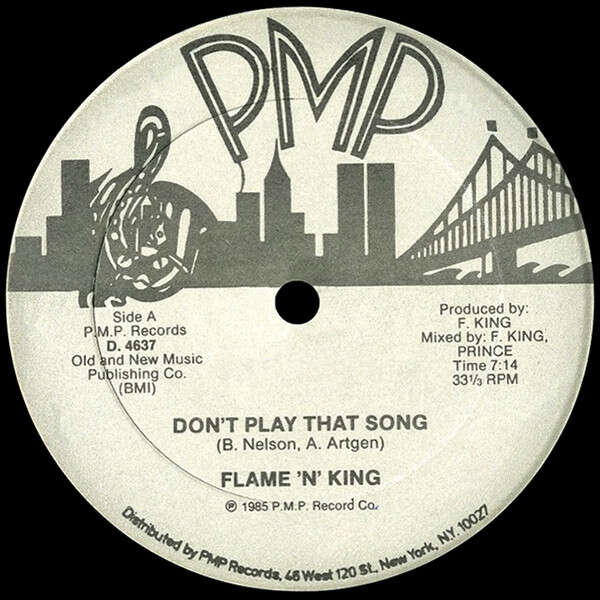 PMP
Side A
P.M.P. Records
D. 4637
Old and New Music
Publishing Co.
(BMI)
Produced by:
F. KING
Mixed by: F. KING,
PRINCE
Time 7:14
33⅓ RPM
DON'T PLAY THAT SONG
(B. Nelson, A. Artgen)
FLAME 'N' KING
℗ 1985 P.M.P. Record Co.
Distributed by PMP Records, 46 West 120 St., New York, N.Y. 10027